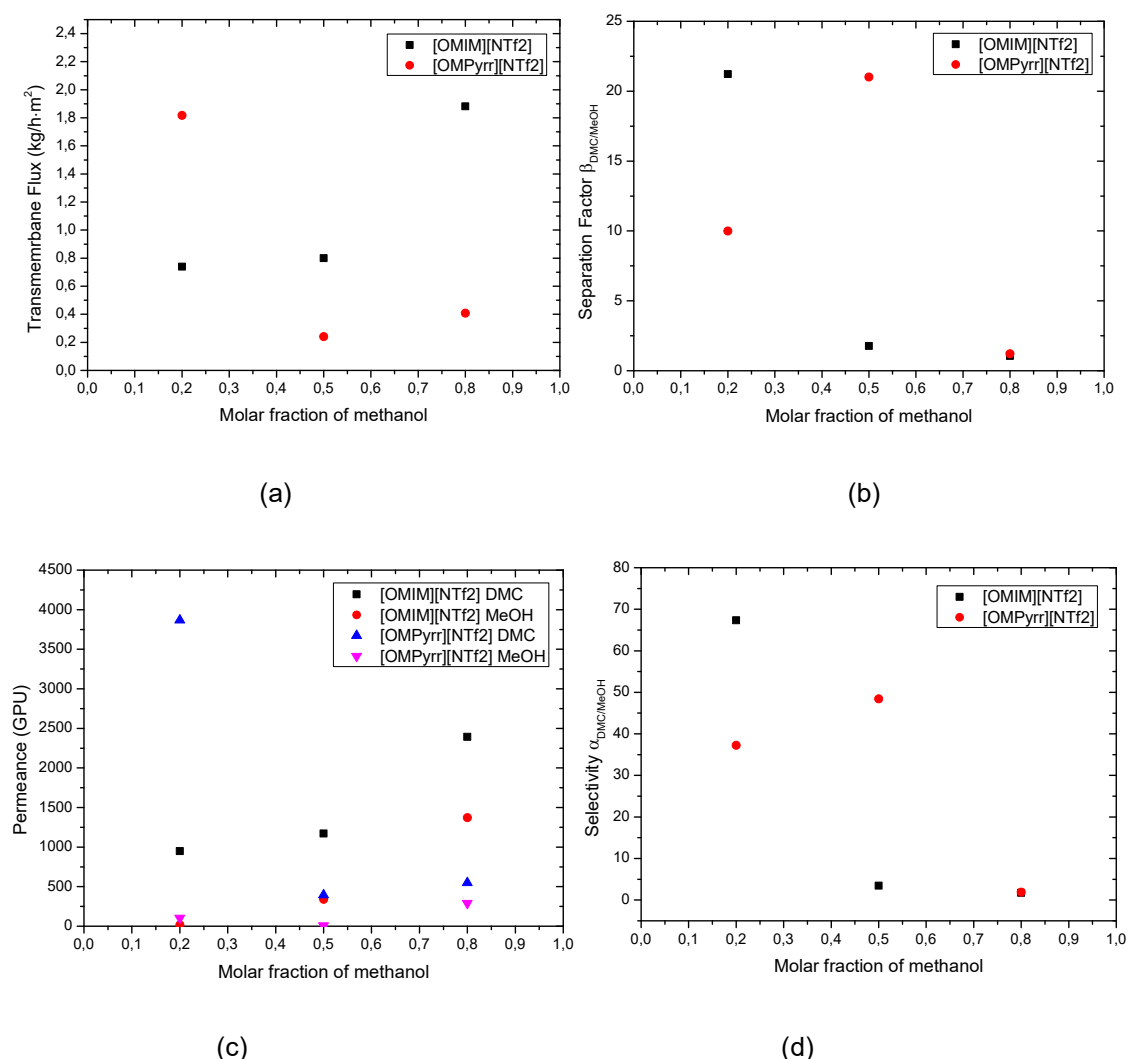 [OMIM][NTf2]
[OMPyrr][NTf2]
Transmemrbane Flux (kg/h·m²)
2,4
2,2
2,0
1,8
1,6
1,4
1,2
1,0
0,8
0,6
0,4
0,2
0,0
0,0 0,1 0,2 0,3 0,4 0,5 0,6 0,7 0,8 0,9 1,0
Molar fraction of methanol
(a)
[OMIM][NTf2]
[OMPyrr][NTf2]
Separation Factor βDMC/MeOH
25
20
15
10
5
0
0,0 0,1 0,2 0,3 0,4 0,5 0,6 0,7 0,8 0,9 1,0
Molar fraction of methanol
(b)
[OMIM][NTf2] DMC
[OMIM][NTf2] MeOH
[OMPyrr][NTf2] DMC
[OMPyrr][NTf2] MeOH
Permeance (GPU)
4500
4000
3750
3500
3000
2500
2000
1500
1000
500
0
0,0 0,1 0,2 0,3 0,4 0,5 0,6 0,7 0,8 0,9 1,0
Molar fraction of methanol
(c)
[OMIM][NTf2]
[OMPyrr][NTf2]
Selectivity αDMC/MeOH
80
70
60
50
40
30
20
10
0
0,0 0,1 0,2 0,3 0,4 0,5 0,6 0,7 0,8 0,9 1,0
Molar fraction of methanol
(d)